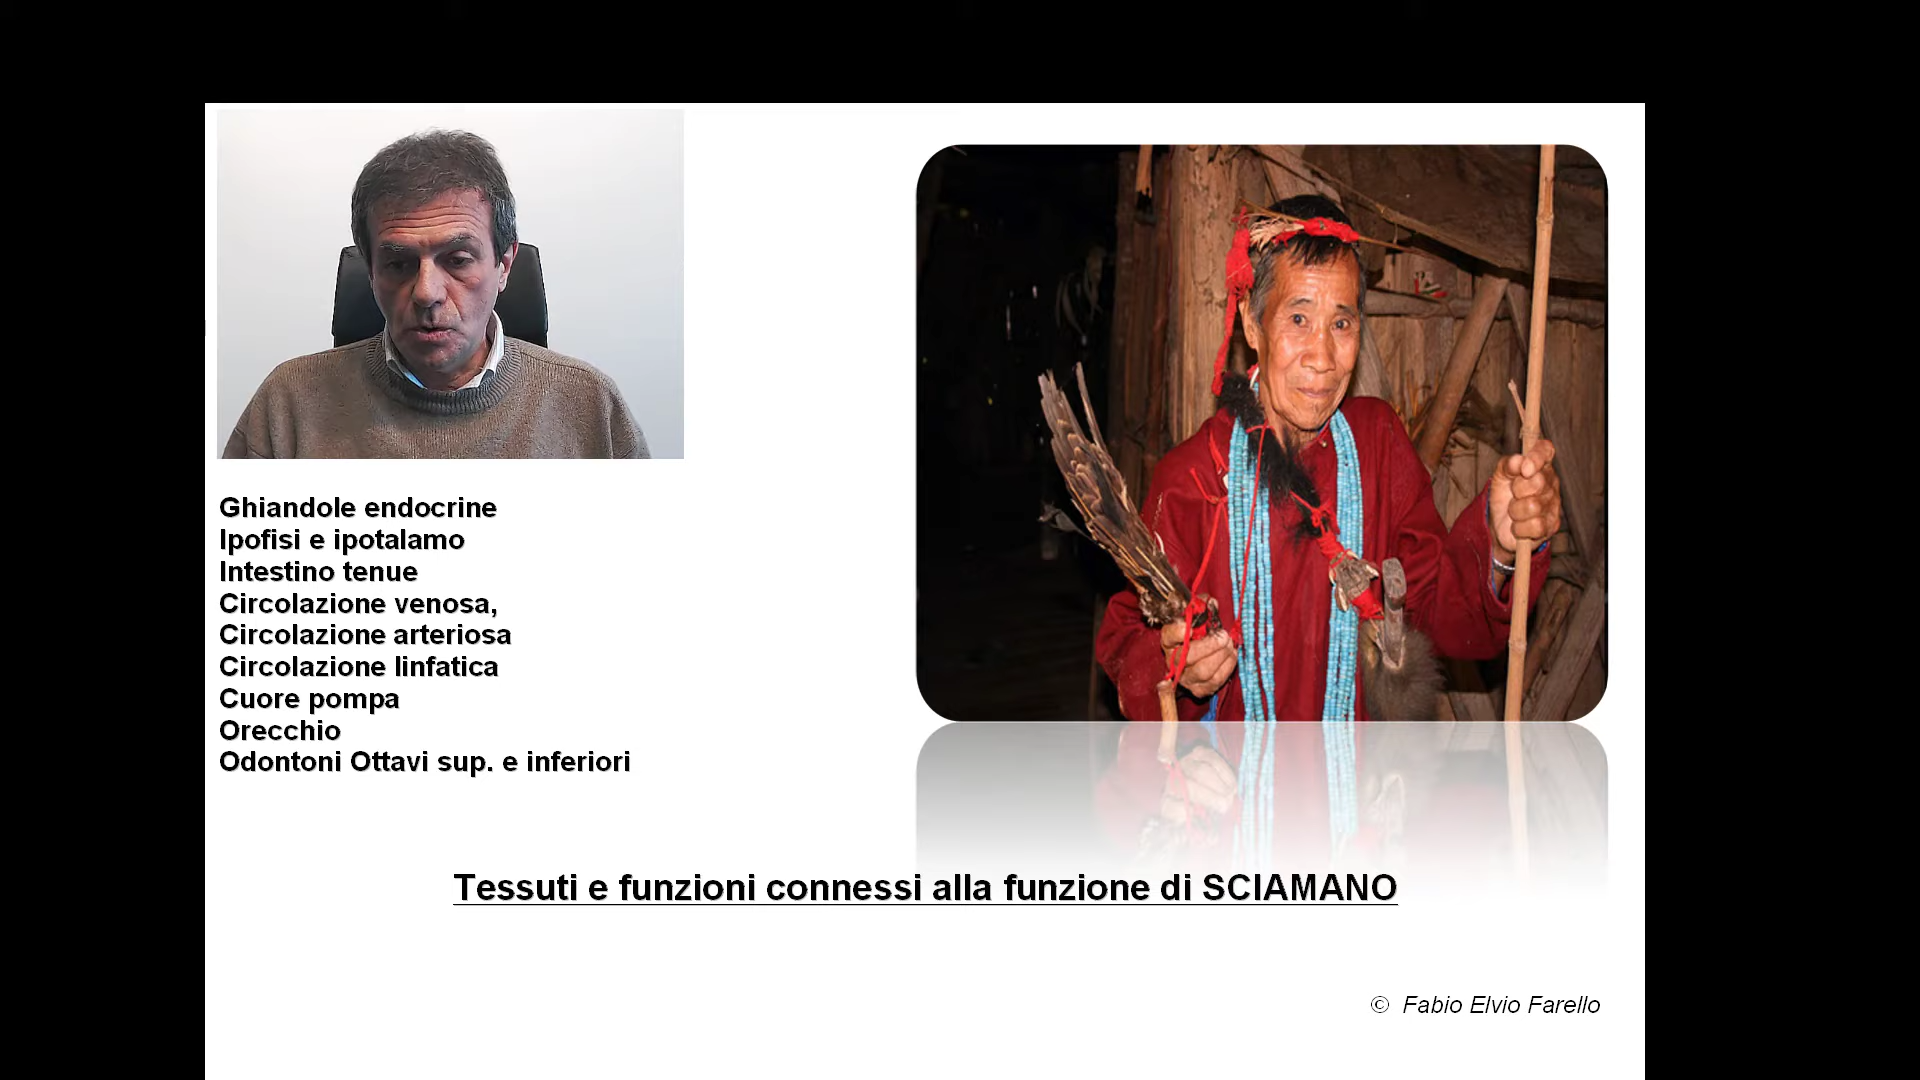 Ghiandole endocrine
Ipofisi e ipotalamo
Intestino tenue
Circolazione venosa,
Circolazione arteriosa
Circolazione linfatica
Cuore pompa
Orecchio
Odontoni Ottavi sup. e inferiori
Tessuti e funzioni connessi alla funzione di SCIAMANO
© Fabio Elvio Farello